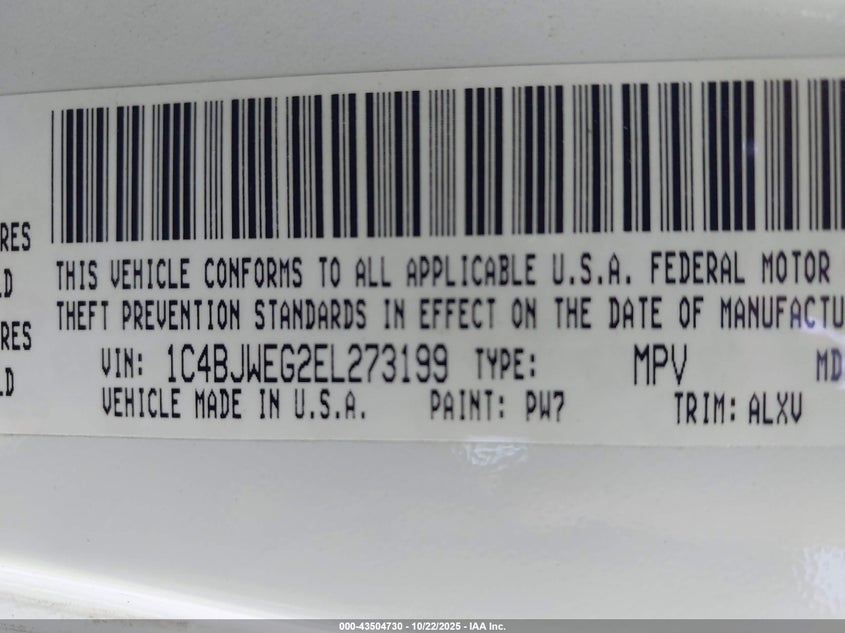 RES
LD
RES
LD
THIS VEHICLE CONFORMS TO ALL APPLICABLE U.S.A. FEDERAL MOTOR
THEFT PREVENTION STANDARDS IN EFFECT ON THE DATE OF MANUFACTU
VIN: 1C4BJWEG2EL273199 TYPE: MPV MD
VEHICLE MADE IN U.S.A. PAINT: PW7 TRIM: ALXV
000-43504730 - 10/22/2025 - IAA Inc.